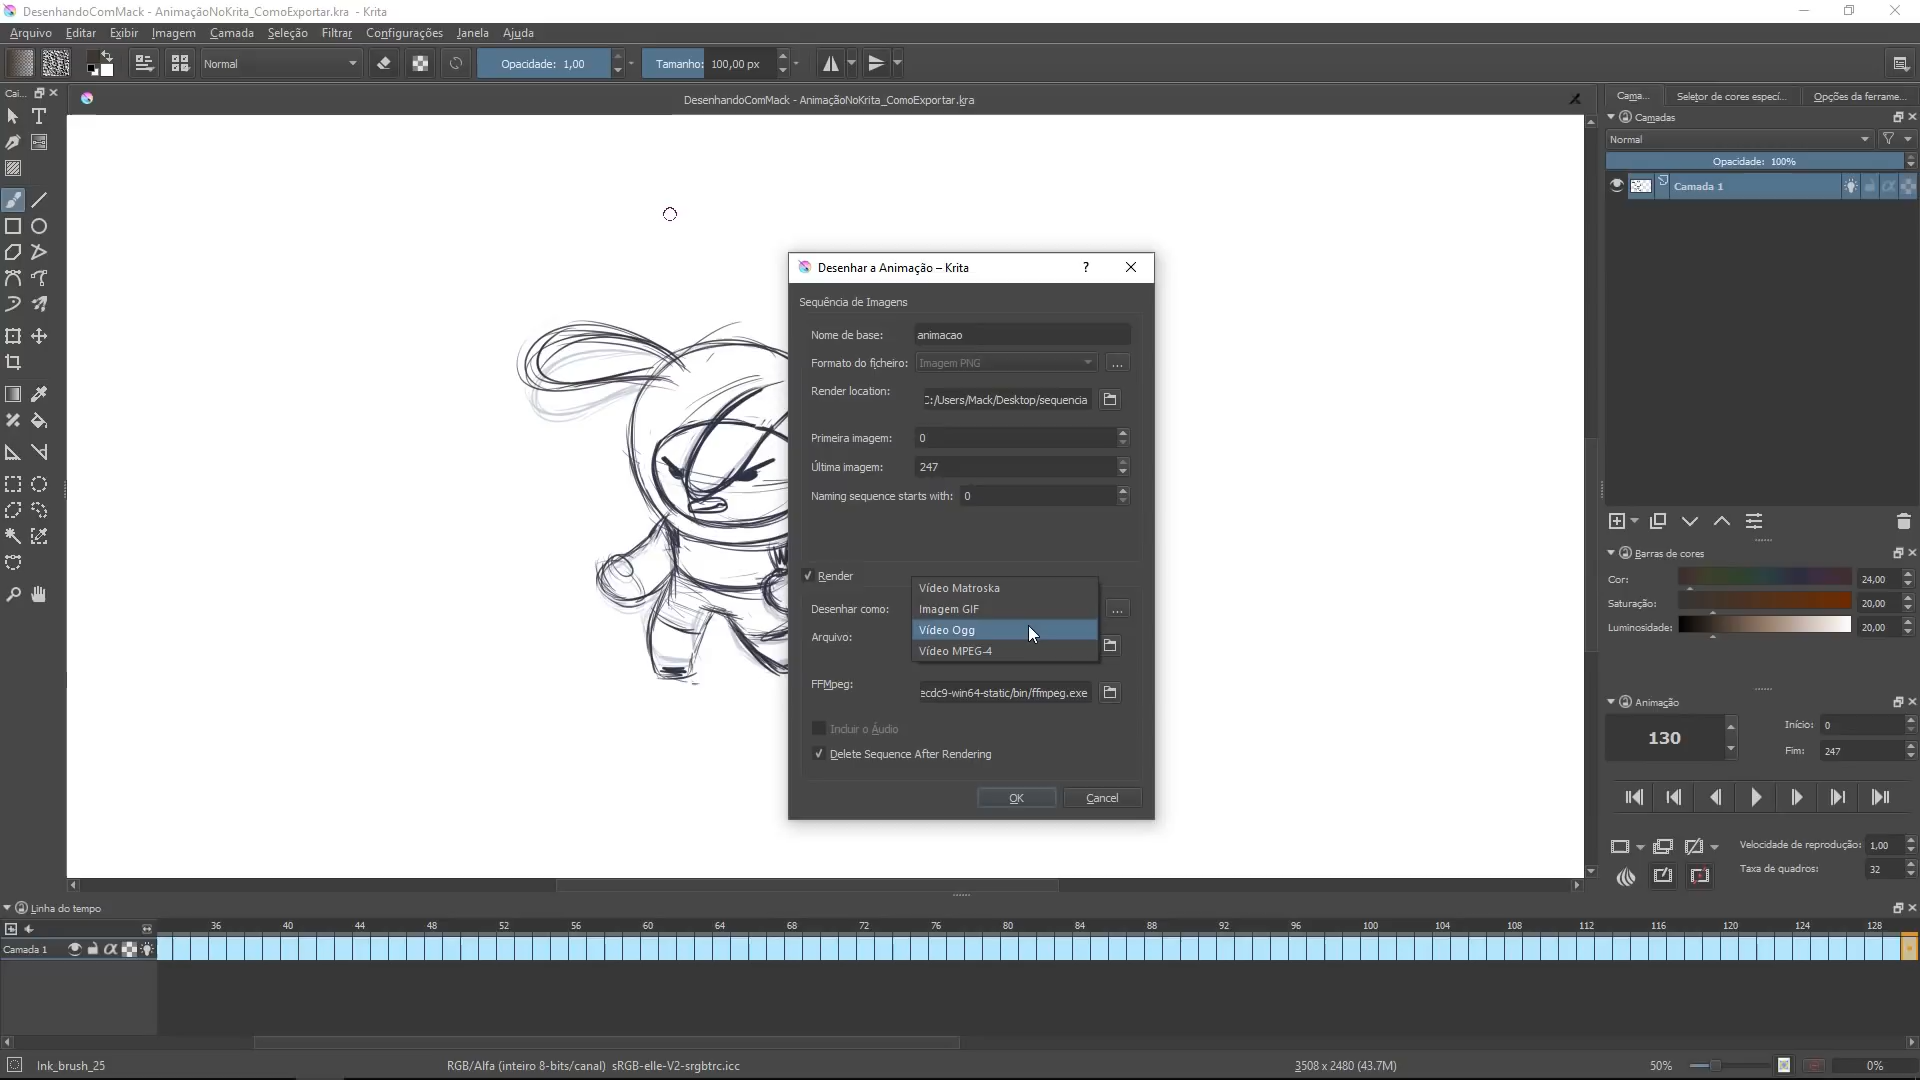 DesenhandoComMack - AnimaçãoNoKrita_ComoExportar.kra - Krita
Arquivo Editar Exibir Imagem Camada Seleção Filtrar Configurações Janela Ajuda
Normal
Opacidade: 1,00
Tamanho: 100,00 px
Cai...
DesenhandoComMack - AnimaçãoNoKrita_ComoExportar.kra
Cama... Seletor de cores especí... Opções da ferrame...
Camadas
Normal
Opacidade: 100%
Camada 1
Desenhar a Animação – Krita
?
Sequência de Imagens
Nome de base: animacao
Formato do ficheiro: Imagem PNG ...
Render location: C:/Users/Mack/Desktop/sequencia
Primeira imagem: 0
Última imagem: 247
Naming sequence starts with: 0
Render
Vídeo Matroska
Desenhar como: Imagem GIF ...
Vídeo Ogg
Arquivo:
Vídeo MPEG-4
FFMpeg: ecdc9-win64-static/bin/ffmpeg.exe
Incluir o Áudio
Delete Sequence After Rendering
OK Cancel
Barras de cores
Cor: 24,00
Saturação: 20,00
Luminosidade: 20,00
Animação
130
Início: 0
Fim: 247
Velocidade de reprodução: 1,00
Taxa de quadros: 32
Linha do tempo
36 40 44 48 52 56 60 64 68 72 76 80 84 88 92 96 100 104 108 112 116 120 124 128
Camada 1
Ink_brush_25
RGB/Alfa (inteiro 8-bits/canal) sRGB-elle-V2-srgbtrc.icc
3508 x 2480 (43.7M)
50%
0%